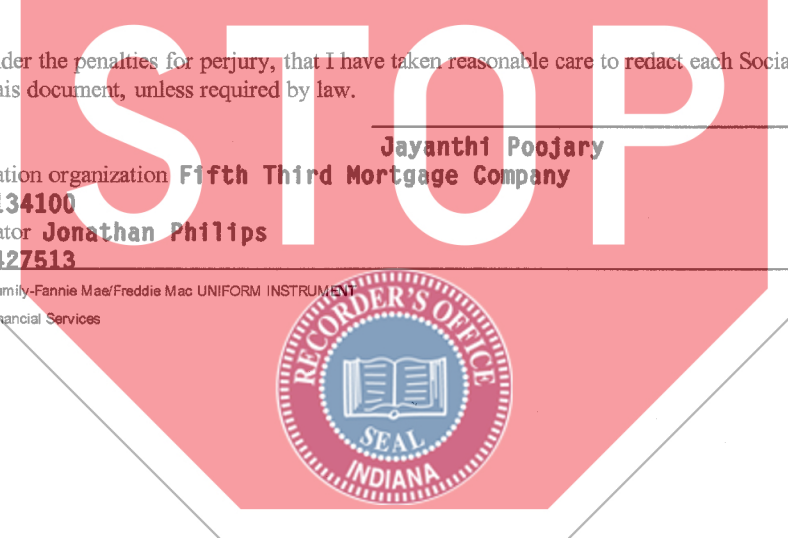 STOP
der the penalties for perjury, that I have taken reasonable care to redact each Socia
is document, unless required by law.
Jayanthi Poojary
ation organization Fifth Third Mortgage Company
134100
ator Jonathan Philips
427513
mily-Fannie Mae/Freddie Mac UNIFORM INSTRUMENT
ancial Services
RECORDER'S OFFICE
SEAL
INDIANA